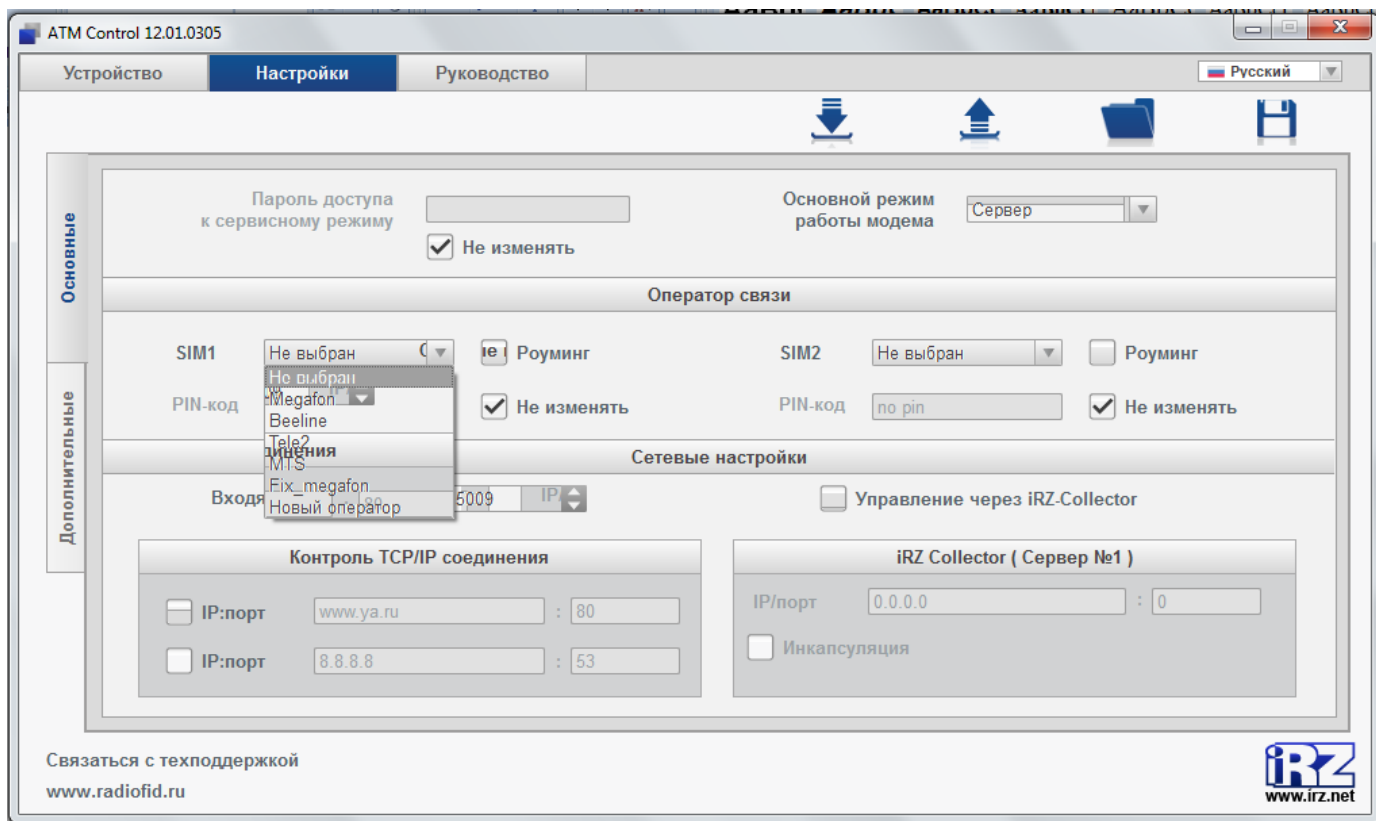 ATM Control 12.01.0305
Устройство
Настройки
Руководство
Русский
Основные
Дополнительные
Пароль доступа
к сервисному режиму
Не изменять
Основной режим
работы модема
Сервер
Оператор связи
SIM1
Не выбран
Роуминг
SIM2
Не выбран
Роуминг
Не выбран
Megafon
Beeline
Tele2
MTS
Fix_megafon
Новый оператор
PIN-код
Не изменять
PIN-код
no pin
Не изменять
Сетевые настройки
5009
Управление через iRZ-Collector
Контроль TCP/IP соединения
IP:порт
www.ya.ru
:
80
IP:порт
8.8.8.8
:
53
iRZ Collector ( Сервер №1 )
IP/порт
0.0.0.0
:
0
Инкапсуляция
Связаться с техподдержкой
www.radiofid.ru
iRZ
www.irz.net